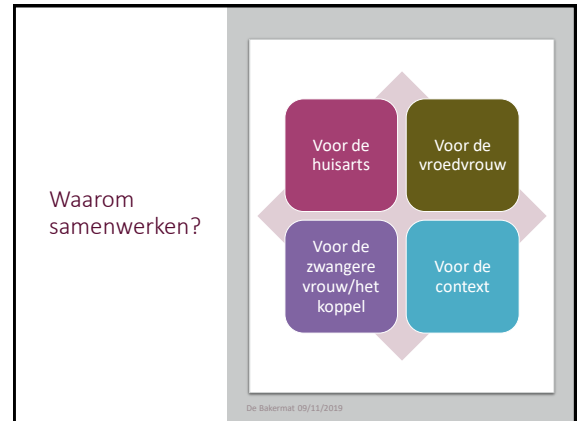 Waarom
samenwerken?
Voor de
huisarts
Voor de
vroedvrouw
Voor de
zwangere
vrouw/het
koppel
Voor de
context
De Bakermat 09/11/2019